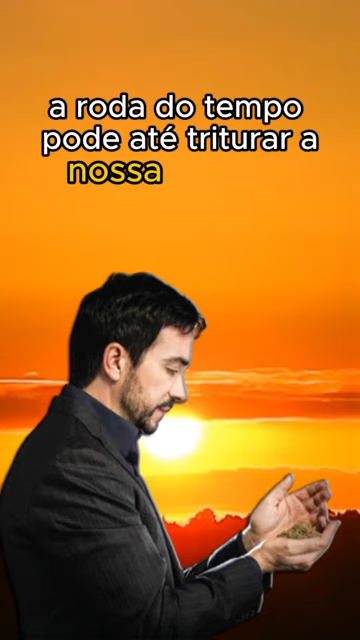 a roda do tempo
pode até triturar a
nossa